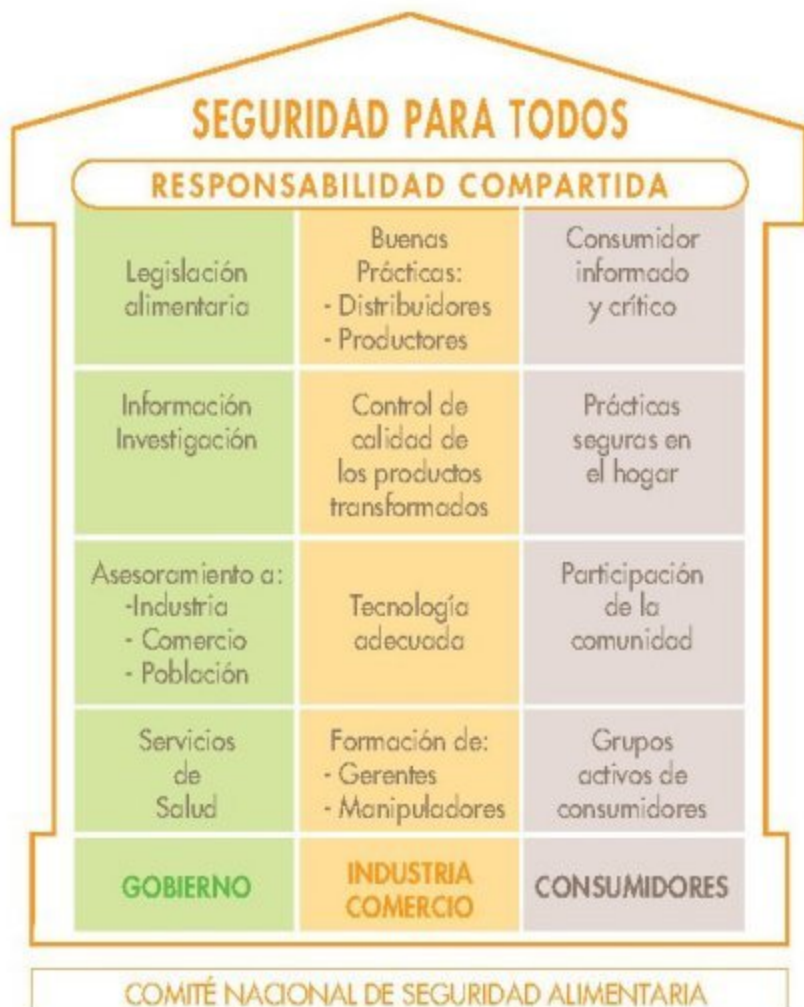 SEGURIDAD PARA TODOS
RESPONSABILIDAD COMPARTIDA
Legislación
alimentaria
Buenas
Prácticas:
- Distribuidores
- Productores
Consumidor
informado
y crítico
Información
Investigación
Control de
calidad de
los productos
transformados
Prácticas
seguras en
el hogar
Asesoramiento a:
-Industria
- Comercio
- Población
Tecnología
adecuada
Participación
de la
comunidad
Servicios
de
Salud
Formación de:
- Gerentes
- Manipuladores
Grupos
activos de
consumidores
GOBIERNO
INDUSTRIA
COMERCIO
CONSUMIDORES
COMITÉ NACIONAL DE SEGURIDAD ALIMENTARIA